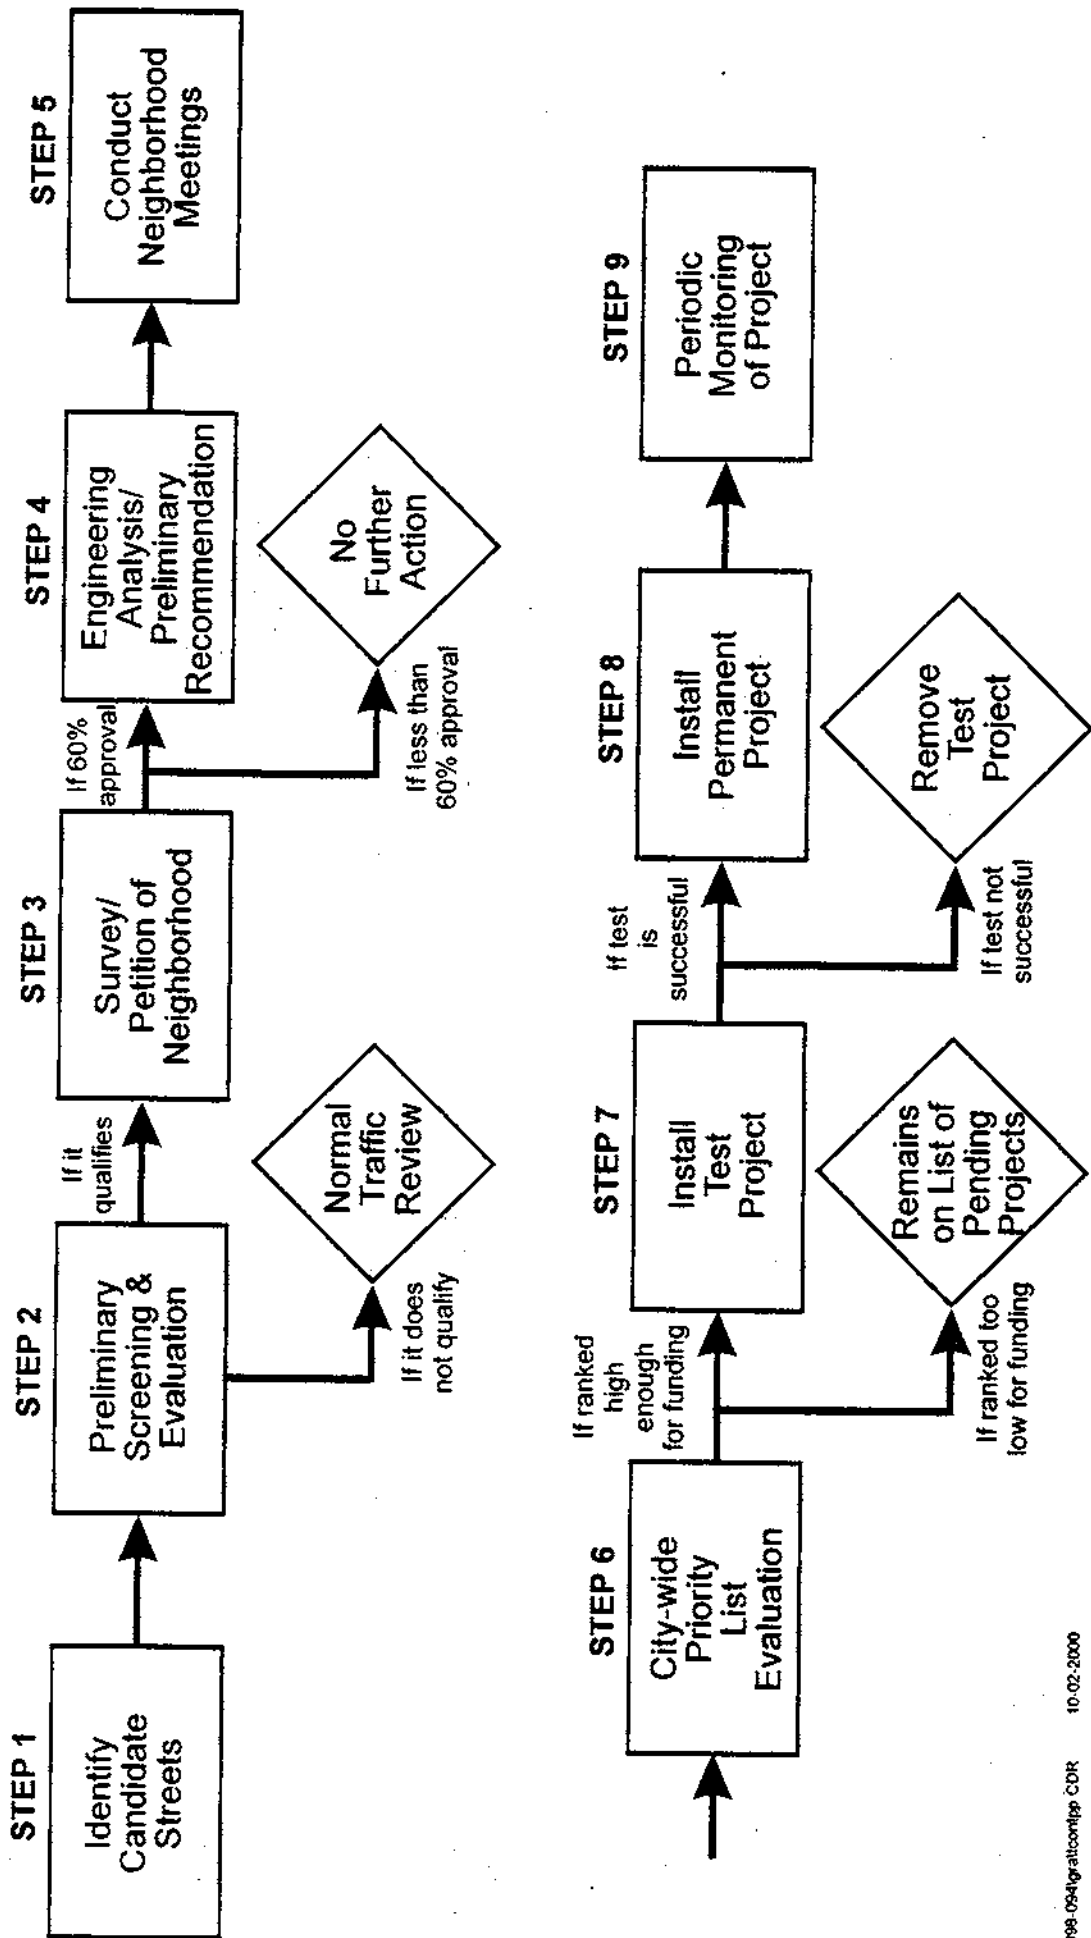 STEP 1
Identify
Candidate
Streets
STEP 2
Preliminary
Screening &
Evaluation
If it
qualifies
If it does
not qualify
Normal
Traffic
Review
STEP 3
Survey/
Petition of
Neighborhood
If 60%
approval
If less than
60% approval
No
Further
Action
STEP 4
Engineering
Analysis/
Preliminary
Recommendation
STEP 5
Conduct
Neighborhood
Meetings
STEP 6
City-wide
Priority
List
Evaluation
If ranked
high
enough
for funding
If ranked too
low for funding
Remains
on List of
Pending
Projects
STEP 7
Install
Test
Project
If test
is
successful
If test not
successful
Remove
Test
Project
STEP 8
Install
Permanent
Project
STEP 9
Periodic
Monitoring
of Project
10-02-2000